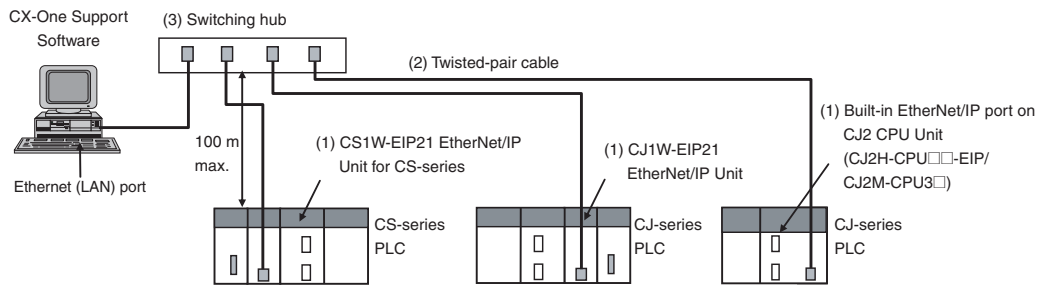 CX-One Support
Software
(3) Switching hub
(2) Twisted-pair cable
100 m
max.
Ethernet (LAN) port
(1) CS1W-EIP21 EtherNet/IP
Unit for CS-series
(1) CJ1W-EIP21
EtherNet/IP Unit
(1) Built-in EtherNet/IP port on
CJ2 CPU Unit
(CJ2H-CPU□□-EIP/
CJ2M-CPU3□)
CS-series
PLC
CJ-series
PLC
CJ-series
PLC